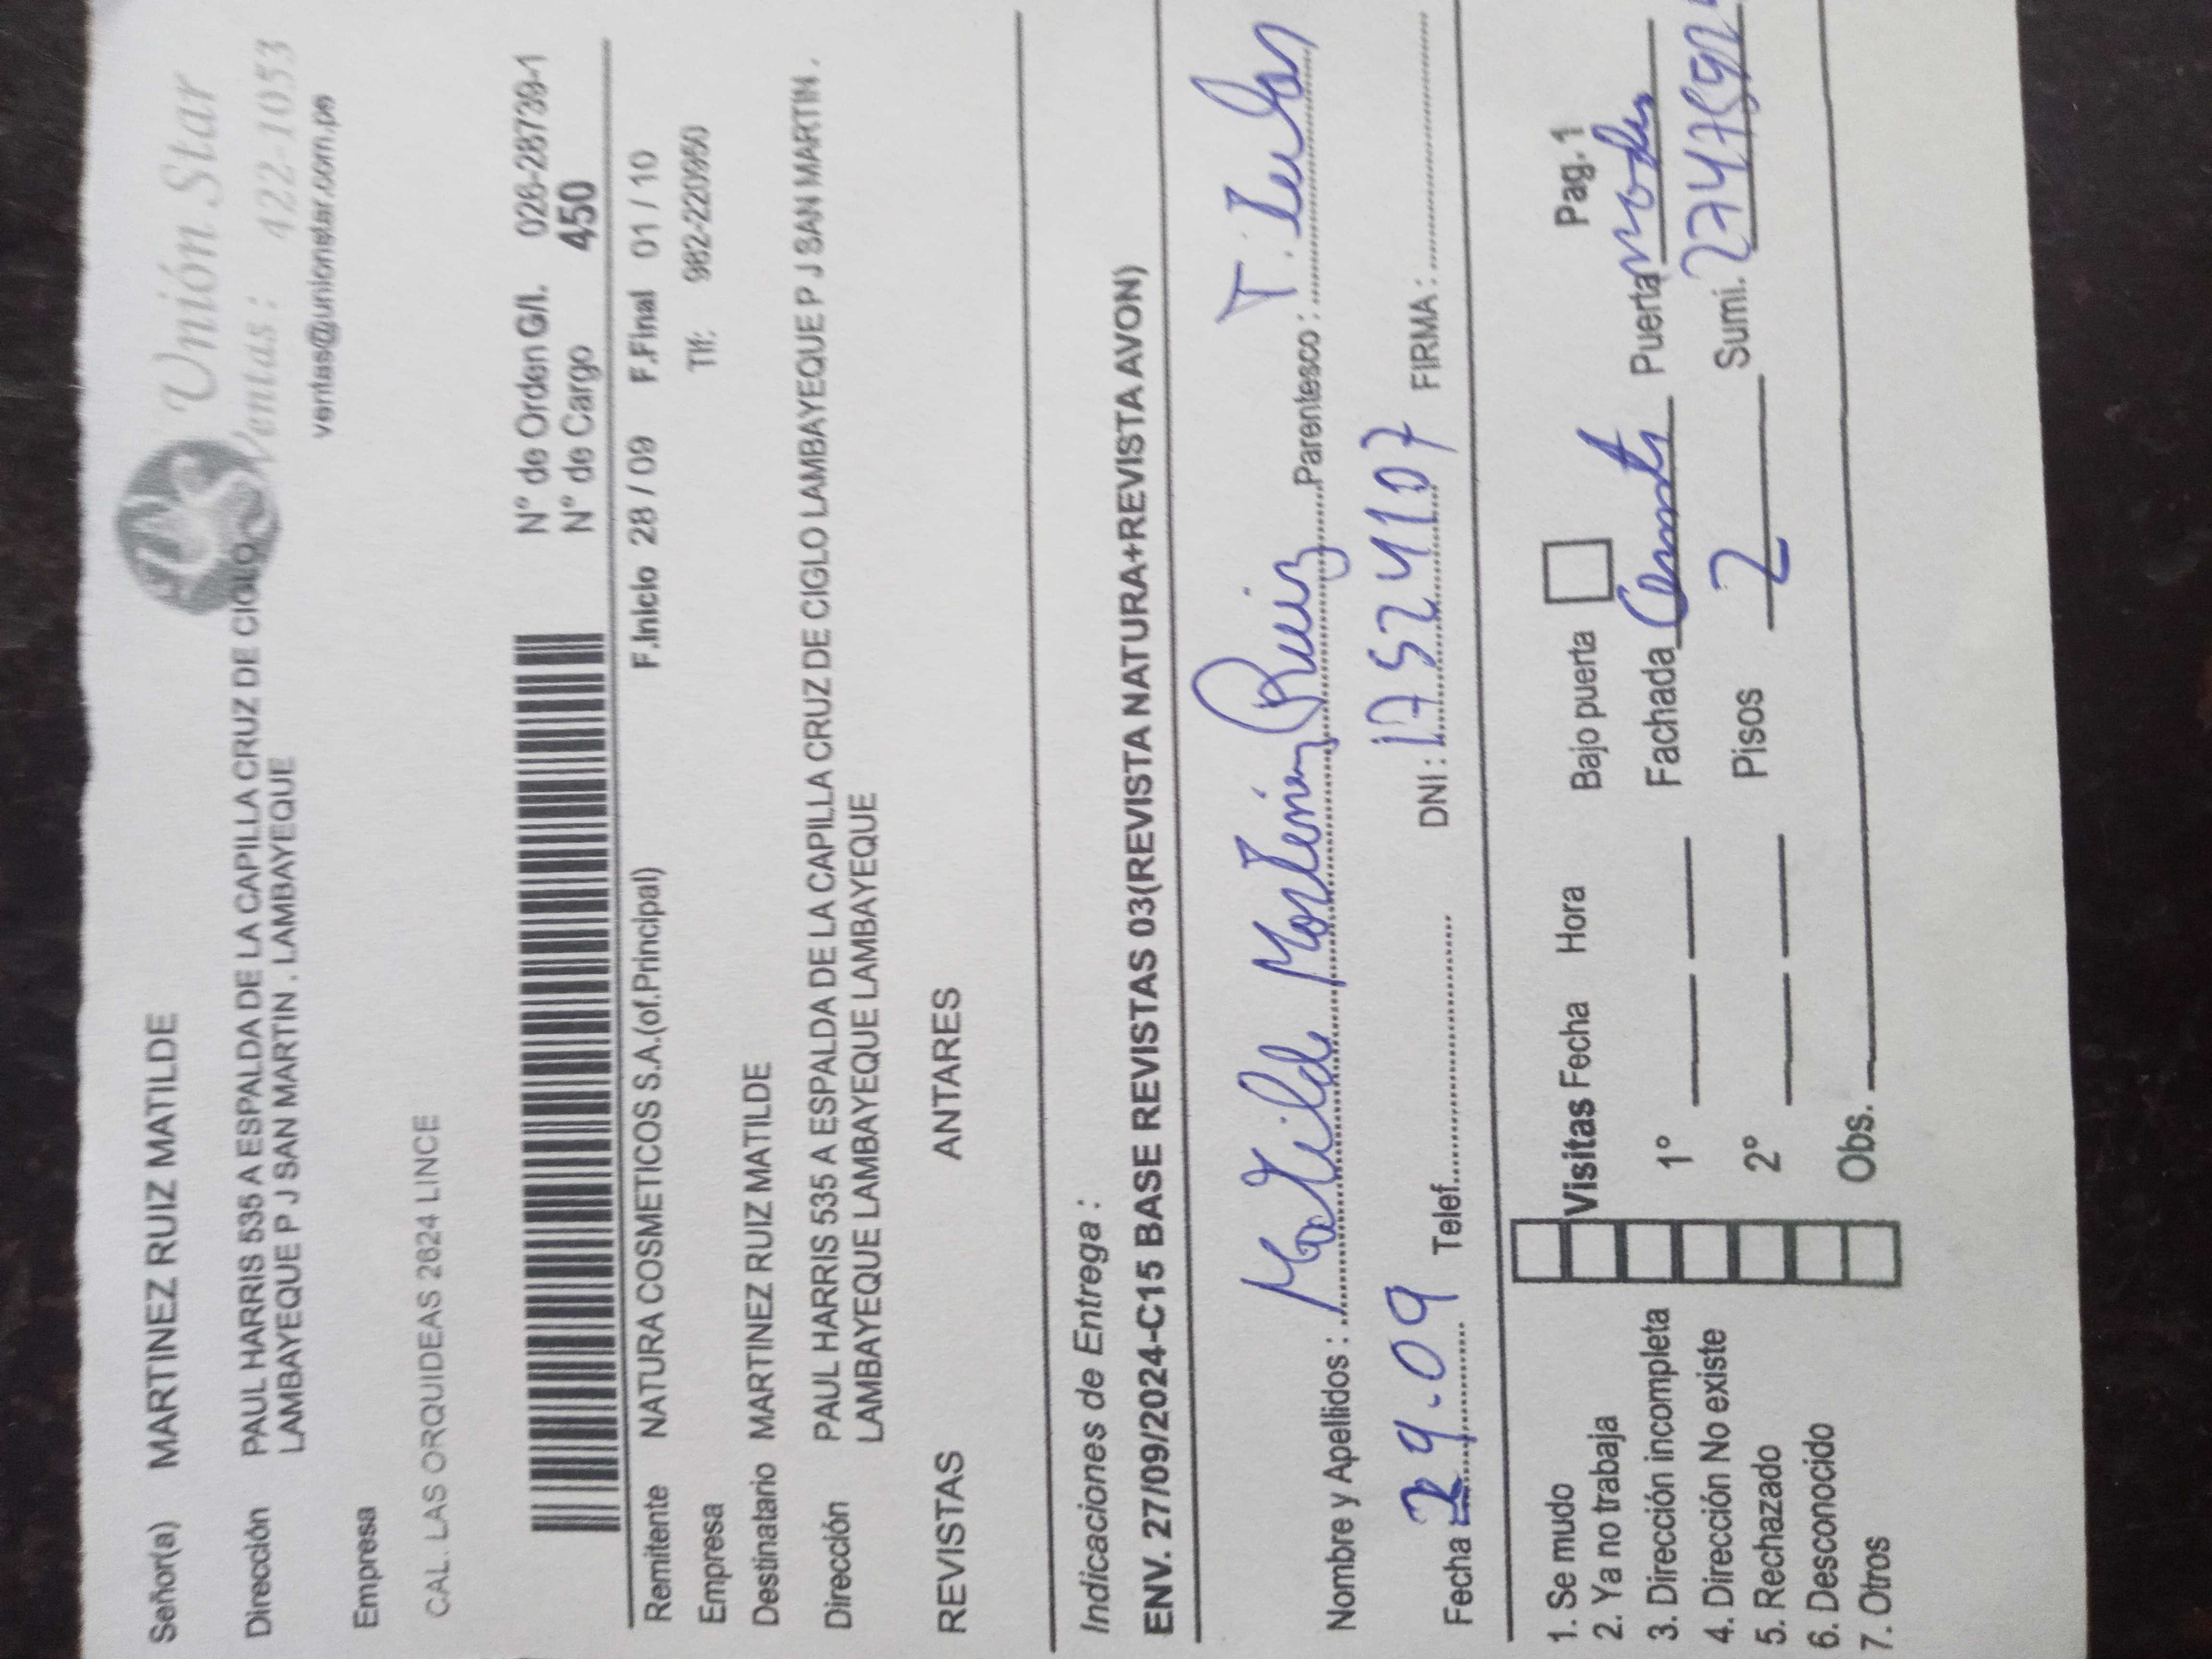 Unión Star
Ventas: 422-1053
ventas@unionstar.com.pe
Señor(a) MARTINEZ RUIZ MATILDE
Dirección PAUL HARRIS 535 A ESPALDA DE LA CAPILLA CRUZ DE CIGLO
LAMBAYEQUE P J SAN MARTIN . LAMBAYEQUE
Empresa
CAL. LAS ORQUIDEAS 2624 LINCE
Nº de Orden G/I. 026-28739-1
Nº de Cargo 450
Remitente NATURA COSMETICOS S.A.(of.Principal) F.Inicio 28 / 09 F.Final 01 / 10
Empresa Tlf: 982-220950
Destinatario MARTINEZ RUIZ MATILDE
Dirección PAUL HARRIS 535 A ESPALDA DE LA CAPILLA CRUZ DE CIGLO LAMBAYEQUE P J SAN MARTIN .
LAMBAYEQUE LAMBAYEQUE LAMBAYEQUE
REVISTAS ANTARES
Indicaciones de Entrega :
ENV. 27/09/2024-C15 BASE REVISTAS 03(REVISTA NATURA+REVISTA AVON)
Nombre y Apellidos : Matilde Martinez Ruiz Parentesco :
Fecha 29.09 Telef. DNI : 17524107 FIRMA :
Pag. 1
1. Se mudo
2. Ya no trabaja
3. Dirección incompleta
4. Dirección No existe
5. Rechazado
6. Desconocido
7. Otros
Visitas Fecha Hora Bajo puerta
1º Fachada Puerta
2º Pisos 2 Sumi.
Obs.